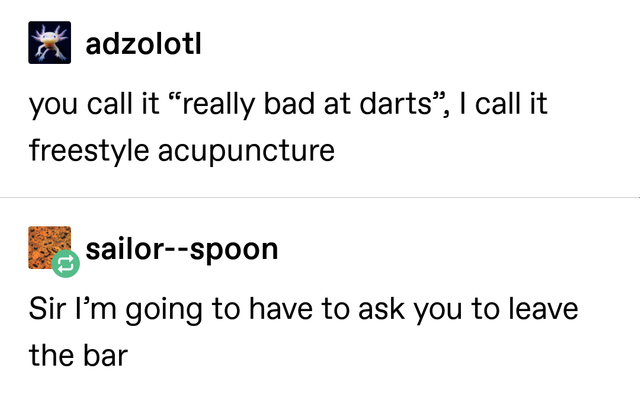 adzolotl
you call it “really bad at darts”, I call it
freestyle acupuncture
sailor--spoon
Sir I’m going to have to ask you to leave
the bar